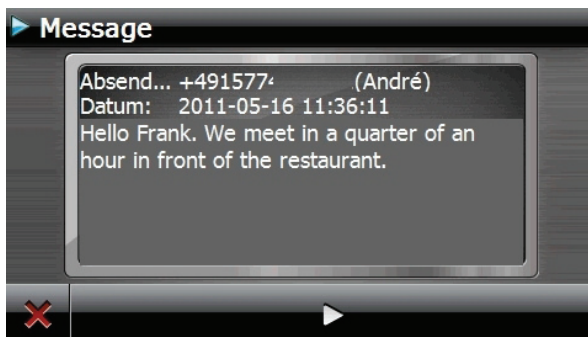 Message
Absend... +4915774 (André)
Datum: 2011-05-16 11:36:11
Hello Frank. We meet in a quarter of an
hour in front of the restaurant.